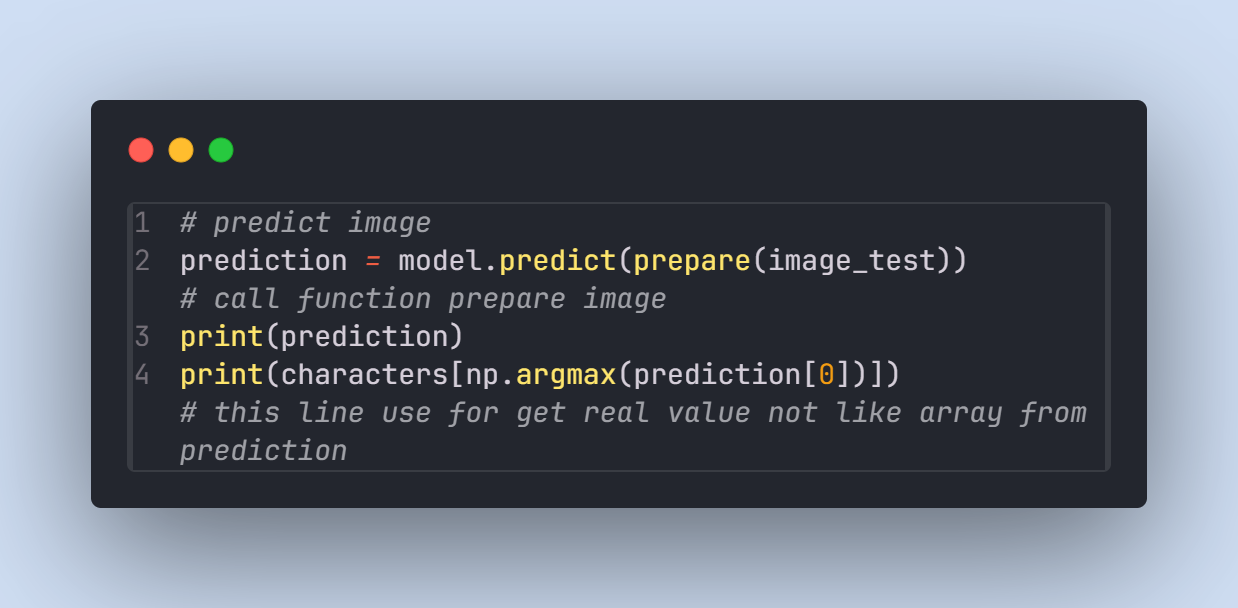 1 # predict image
2 prediction = model.predict(prepare(image_test))
# call function prepare image
3 print(prediction)
4 print(characters[np.argmax(prediction[0])])
# this line use for get real value not like array from
prediction